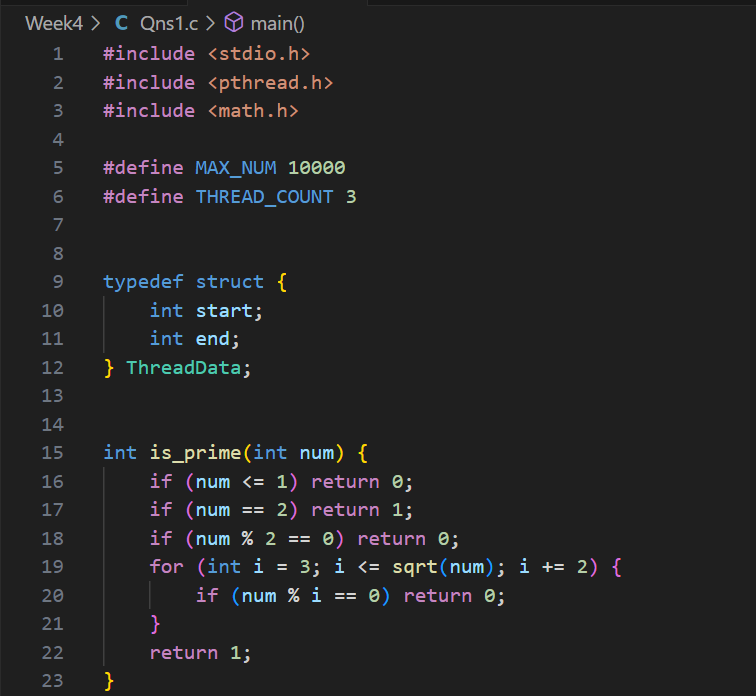 Week4 > C Qns1.c > main()
1 #include <stdio.h>
2 #include <pthread.h>
3 #include <math.h>
4
5 #define MAX_NUM 10000
6 #define THREAD_COUNT 3
7
8
9 typedef struct {
10     int start;
11     int end;
12 } ThreadData;
13
14
15 int is_prime(int num) {
16     if (num <= 1) return 0;
17     if (num == 2) return 1;
18     if (num % 2 == 0) return 0;
19     for (int i = 3; i <= sqrt(num); i += 2) {
20         if (num % i == 0) return 0;
21     }
22     return 1;
23 }